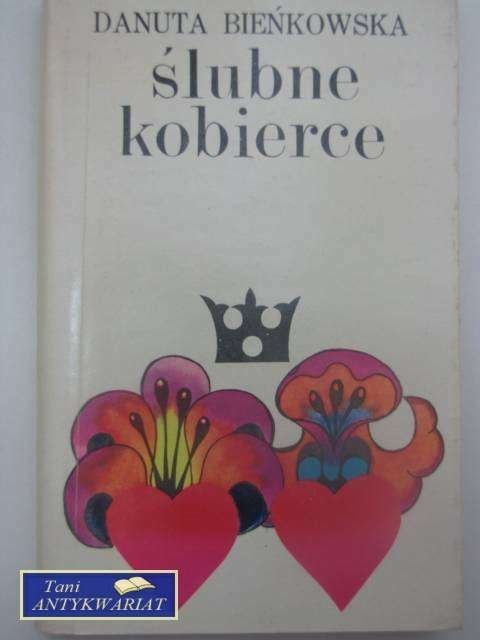 DANUTA BIEŃKOWSKA
ślubne
kobierce
Tani
ANTYKWARIAT